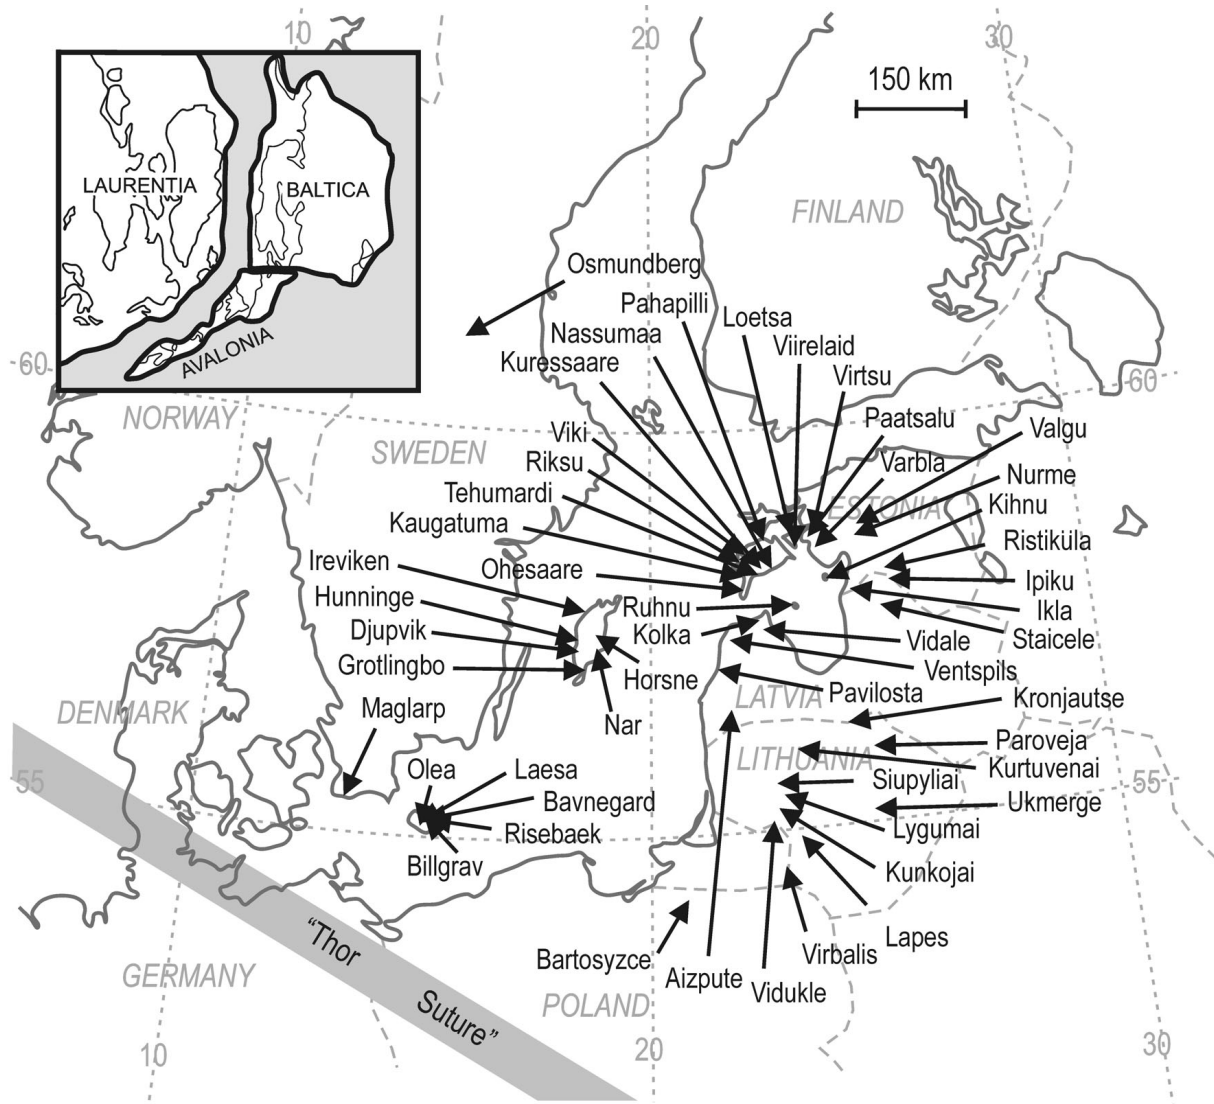 10
20
30
150 km
LAURENTIA
BALTICA
AVALONIA
FINLAND
Osmundberg
Pahapilli
Loetsa
Nassumaa
Viirelaid
Kuressaare
Virtsu
-60
60
NORWAY
SWEDEN
Paatsalu
Valgu
Viki
Varbla
Riksu
Nurme
Tehumardi
Kihnu
ESTONIA
Kaugatuma
Ristiküla
Ireviken
Ohesaare
Ipiku
Hunninge
Ruhnu
Ikla
Djupvik
Kolka
Vidale
Staicele
Grotlingbo
Horsne
Ventspils
Pavilosta
LATVIA
Kronjautse
DENMARK
Maglarp
Nar
Paroveja
LITHUANIA
Kurtuvenai
Olea
Laesa
Siupyliai
55
55
Bavnegard
Ukmerge
Risebaek
Lygumai
Billgrav
Kunkojai
Lapes
"Thor
Suture"
Bartosyzce
Virbalis
Aizpute
Vidukle
GERMANY
POLAND
10
20
30